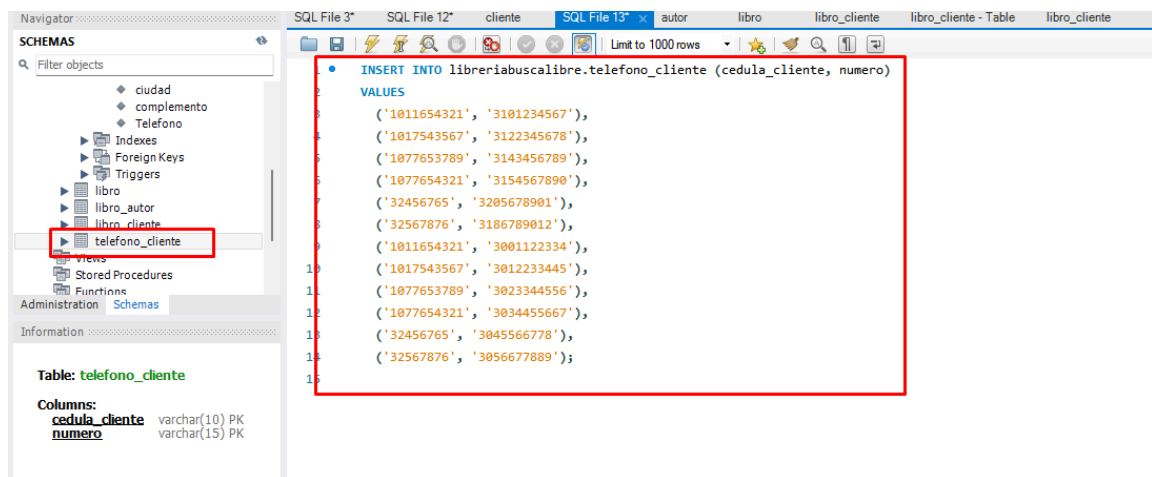 Navigator
SQL File 3*
SQL File 12*
cliente
SQL File 13*
autor
libro
libro_cliente
libro_cliente - Table
libro_cliente
SCHEMAS
Limit to 1000 rows
Filter objects
ciudad
complemento
Telefono
Indexes
Foreign Keys
Triggers
libro
libro_autor
libro_cliente
telefono_cliente
Views
Stored Procedures
Functions
Administration Schemas
Information
Table: telefono_cliente
Columns:
cedula_cliente varchar(10) PK
numero varchar(15) PK
1 INSERT INTO libreriabuscalibre.telefono_cliente (cedula_cliente, numero)
2 VALUES
3 ('1011654321', '3101234567'),
4 ('1017543567', '3122345678'),
5 ('1077653789', '3143456789'),
6 ('1077654321', '3154567890'),
7 ('32456765', '3205678901'),
8 ('32567876', '3186789012'),
9 ('1011654321', '3001122334'),
10 ('1017543567', '3012233445'),
11 ('1077653789', '3023344556'),
12 ('1077654321', '3034455667'),
13 ('32456765', '3045566778'),
14 ('32567876', '3056677889');
15